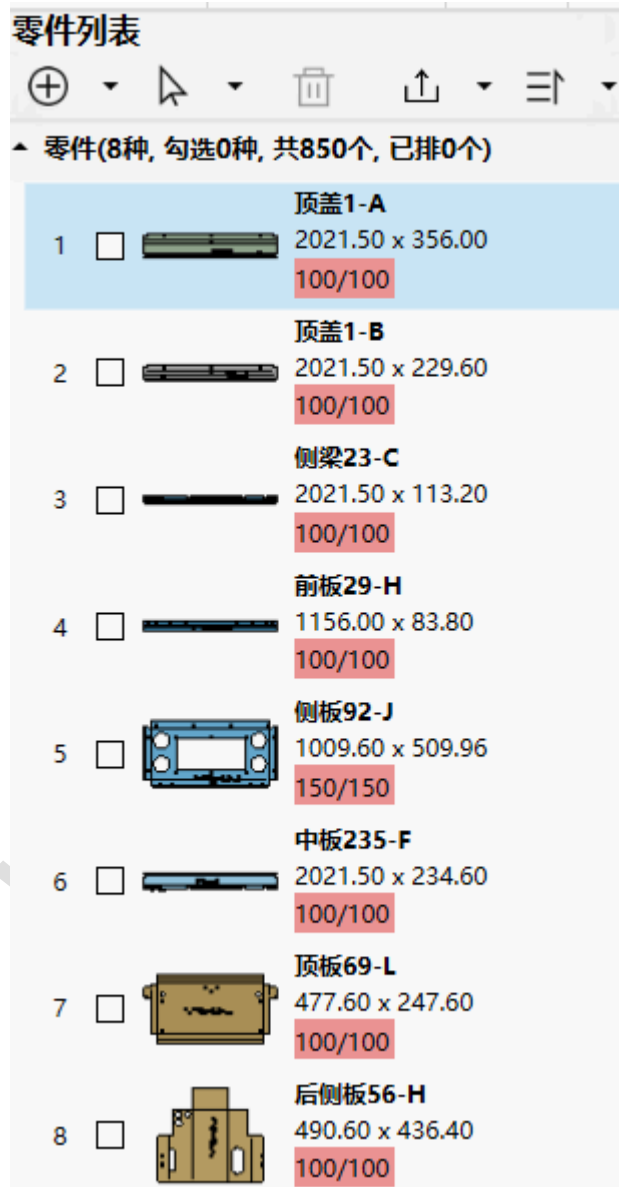 零件列表
零件(8种, 勾选0种, 共850个, 已排0个)
顶盖1-A
1
2021.50 x 356.00
100/100
顶盖1-B
2
2021.50 x 229.60
100/100
侧梁23-C
3
2021.50 x 113.20
100/100
前板29-H
4
1156.00 x 83.80
100/100
侧板92-J
5
1009.60 x 509.96
150/150
中板235-F
6
2021.50 x 234.60
100/100
顶板69-L
7
477.60 x 247.60
100/100
后侧板56-H
8
490.60 x 436.40
100/100